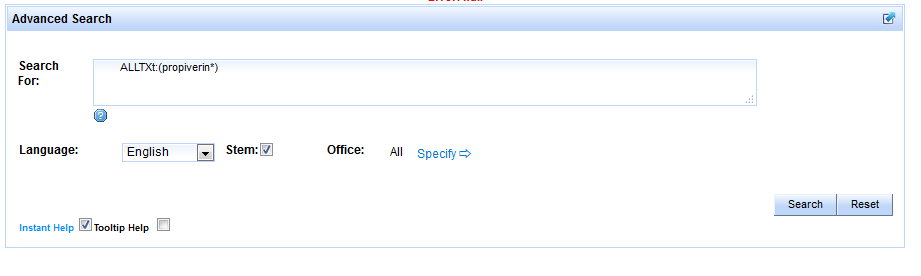 Advanced Search
Search For:
ALLTXt:(propiverin*)
Language: English Stem: Office: All Specify
Search Reset
Instant Help Tooltip Help